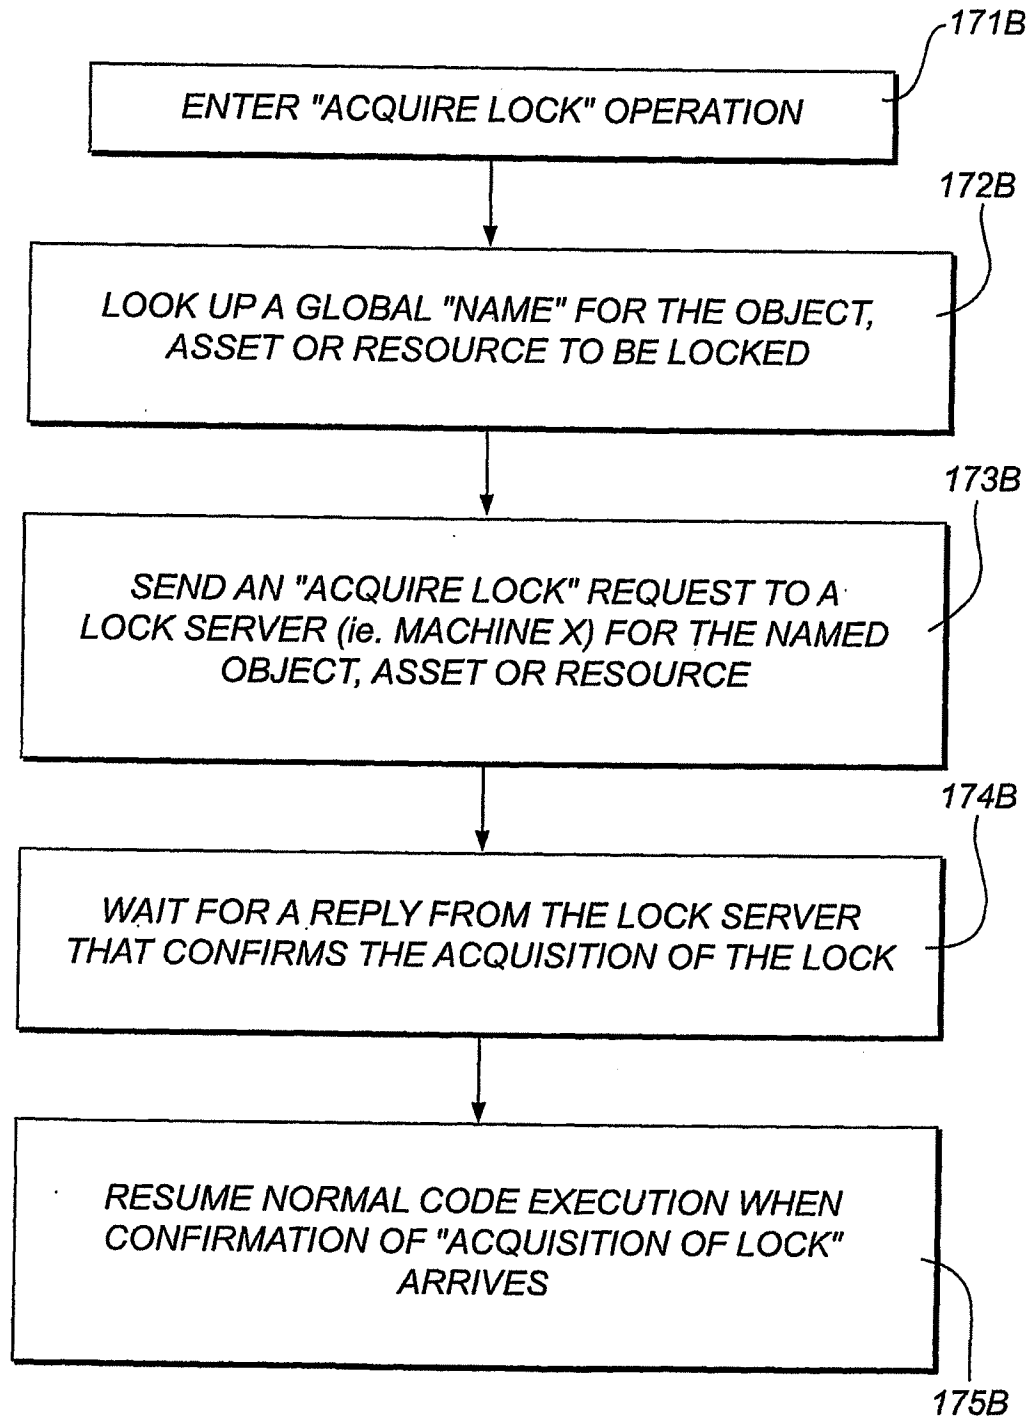 171B
ENTER "ACQUIRE LOCK" OPERATION
172B
LOOK UP A GLOBAL "NAME" FOR THE OBJECT,
ASSET OR RESOURCE TO BE LOCKED
173B
SEND AN "ACQUIRE LOCK" REQUEST TO A
LOCK SERVER (ie. MACHINE X) FOR THE NAMED
OBJECT, ASSET OR RESOURCE
174B
WAIT FOR A REPLY FROM THE LOCK SERVER
THAT CONFIRMS THE ACQUISITION OF THE LOCK
RESUME NORMAL CODE EXECUTION WHEN
CONFIRMATION OF "ACQUISITION OF LOCK"
ARRIVES
175B